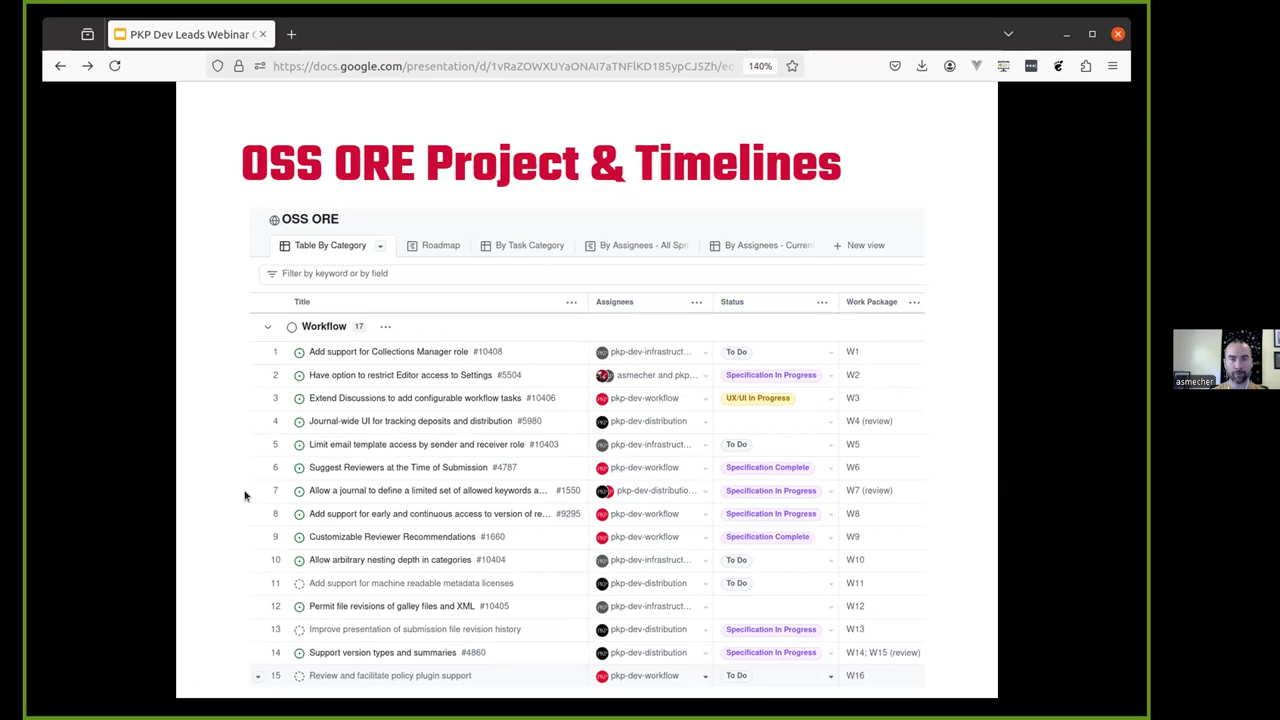 PKP Dev Leads Webinar
https://docs.google.com/presentation/d/1vRaZOWXUYaONAI7aTNFlKD185ypCJ5Zh/e
140%
OSS ORE Project & Timelines
OSS ORE
Table By Category Roadmap By Task Category By Assignees - All Spr By Assignees - Curren + New view
Filter by keyword or by field
Title ... Assignees ... Status ... Work Package ...
Workflow 17 ...
1 Add support for Collections Manager role #10408 pkp-dev-infrastruct... To Do W1
2 Have option to restrict Editor access to Settings #5504 asmecher and pkp... Specification In Progress W2
3 Extend Discussions to add configurable workflow tasks #10406 pkp-dev-workflow UX/UI In Progress W3
4 Journal-wide UI for tracking deposits and distribution #5980 pkp-dev-distribution W4 (review)
5 Limit email template access by sender and receiver role #10403 pkp-dev-infrastruct... To Do W5
6 Suggest Reviewers at the Time of Submission #4787 pkp-dev-workflow Specification Complete W6
7 Allow a journal to define a limited set of allowed keywords a... #1550 pkp-dev-distributio... Specification In Progress W7 (review)
8 Add support for early and continuous access to version of re... #9295 pkp-dev-workflow Specification In Progress W8
9 Customizable Reviewer Recommendations #1660 pkp-dev-workflow Specification Complete W9
10 Allow arbitrary nesting depth in categories #10404 pkp-dev-infrastruct... To Do W10
11 Add support for machine readable metadata licenses pkp-dev-distribution To Do W11
12 Permit file revisions of galley files and XML #10405 pkp-dev-infrastruct... W12
13 Improve presentation of submission file revision history pkp-dev-distribution Specification In Progress W13
14 Support version types and summaries #4860 pkp-dev-distribution Specification In Progress W14; W15 (review)
15 Review and facilitate policy plugin support pkp-dev-workflow To Do W16
asmecher